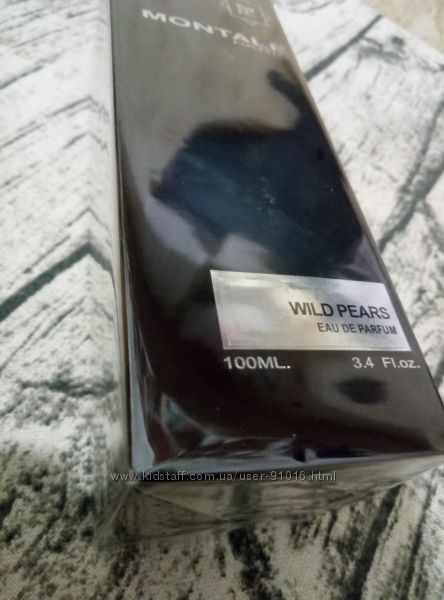 MONTALE
WILD PEARS
EAU DE PARFUM
100ML. 3.4 Fl.oz.
www.kidstaff.com.ua/user-91016.html